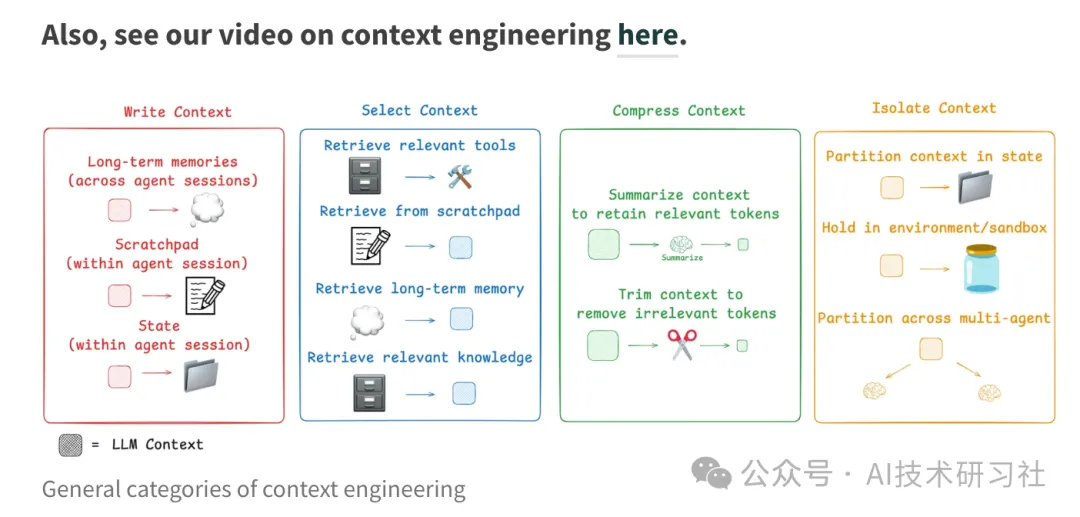 Also, see our video on context engineering here.
Write Context
Long-term memories
(across agent sessions)
Scratchpad
(within agent session)
State
(within agent session)
Select Context
Retrieve relevant tools
Retrieve from scratchpad
Retrieve long-term memory
Retrieve relevant knowledge
Compress Context
Summarize context
to retain relevant tokens
Summarize
Trim context to
remove irrelevant tokens
Isolate Context
Partition context in state
Hold in environment/sandbox
Partition across multi-agent
= LLM Context
General categories of context engineering
公众号 · AI技术研习社